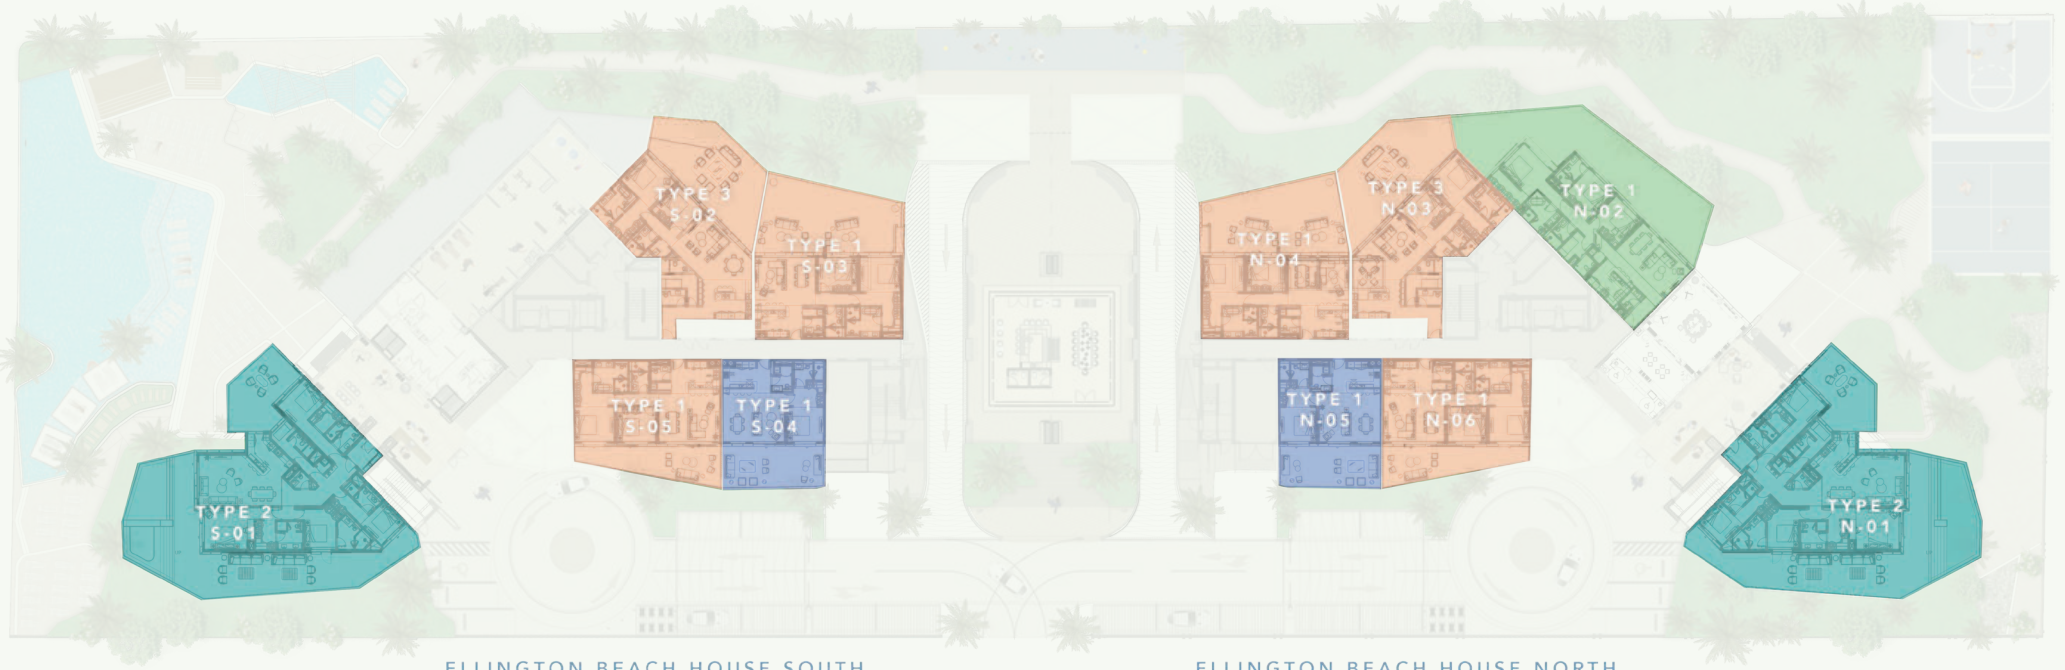 TYPE 3
S-02
TYPE 1
S-03
TYPE 1
N-04
TYPE 3
N-03
TYPE 1
N-02
TYPE 1
S-05
TYPE 1
S-04
TYPE 1
N-05
TYPE 1
N-06
TYPE 2
S-01
TYPE 2
N-01
ELLINGTON BEACH HOUSE SOUTH
ELLINGTON BEACH HOUSE NORTH